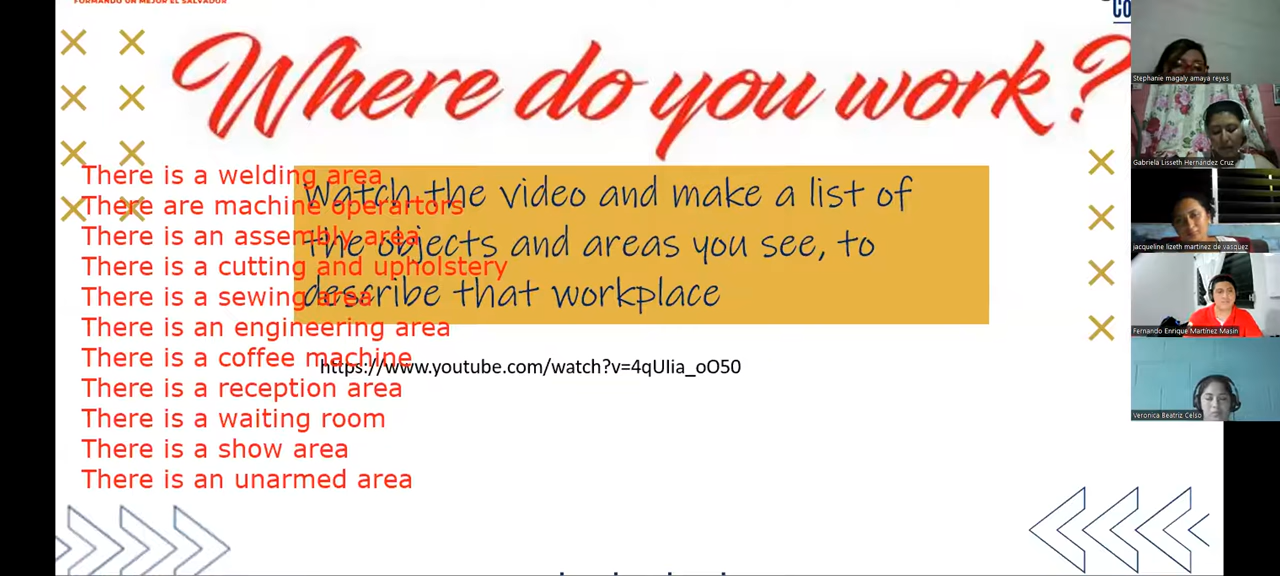 FORMANDO UN MEJOR EL SALVADOR
CO
Where do you work?
Watch the video and make a list of
the objects and areas you see, to
describe that workplace
https://www.youtube.com/watch?v=4qUIia_oO50
There is a welding area
There are machine operartors
There is an assembly area
There is a cutting and upholstery
There is a sewing area
There is an engineering area
There is a coffee machine
There is a reception area
There is a waiting room
There is a show area
There is an unarmed area
Stephanie magaly amaya reyes
Gabriela Lisseth Hernandez Cruz
jacqueline lizeth martinez de vasquez
Fernando Enrique Martínez Masin
Veronica Beatriz Celso